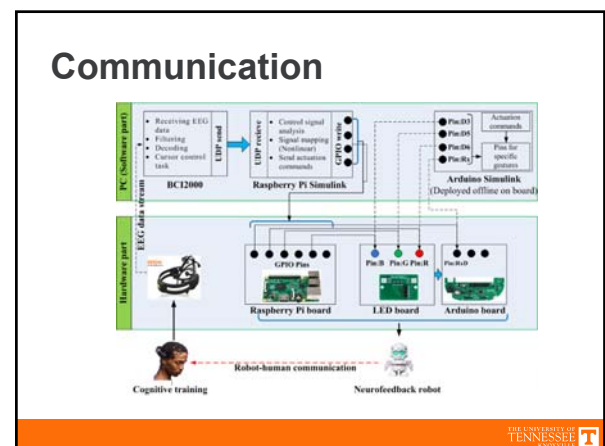 Communication
PC (Software part)
• Receiving EEG
data
• Filtering
• Decoding
• Cursor control
task
UDP send
BCI2000
UDP recieve
• Control signal
analysis
• Signal mapping
(Nonlinear)
• Send actuation
commands
GPIO write
Raspberry Pi Simulink
Pin:D3
Pin:D5
Pin:D6
Pin:Rx
Actuation
commands
Pins for
specific
gestures
Arduino Simulink
(Deployed offline on board)
EEG data stream
Hardware part
GPIO Pins
Raspberry Pi board
Pin:B
Pin:G
Pin:R
LED board
Pin:RxD
Arduino board
Robot-human communication
Cognitive training
Neurofeedback robot
THE UNIVERSITY OF
TENNESSEE
KNOXVILLE
T